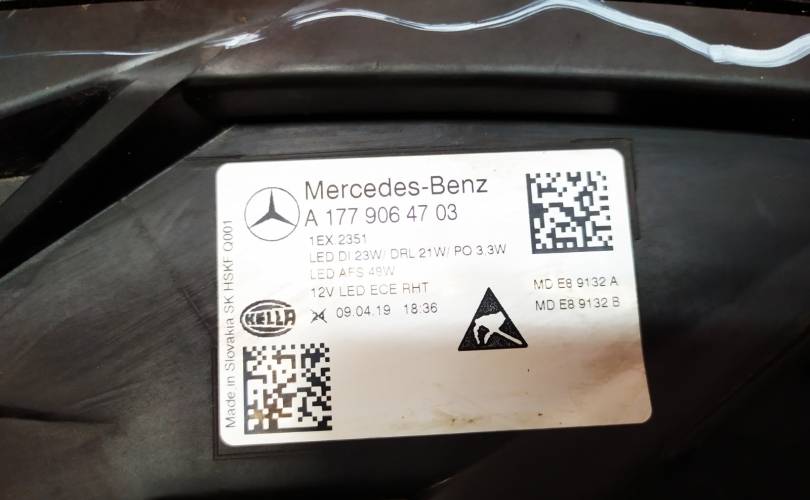 Mercedes-Benz
A 177 906 47 03
1EX 2351
LED DI 23W/ DRL 21W/ PO 3.3W
LED AFS 49W
12V LED ECE RHT
MD E8 9132 A
MD E8 9132 B
HELLA
24 09.04.19 18:36
Made in Slovakia SK HSKF Q001